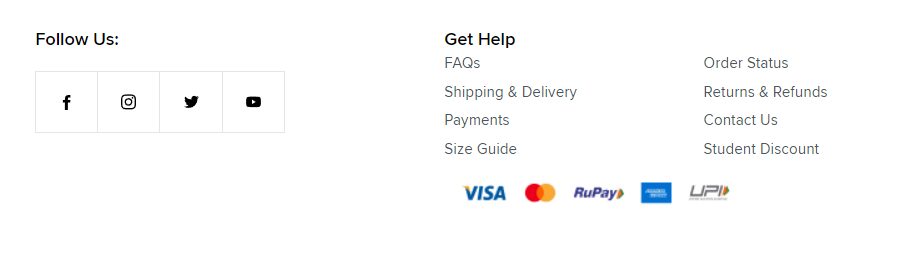 Follow Us:
Get Help
FAQs
Shipping & Delivery
Payments
Size Guide
Order Status
Returns & Refunds
Contact Us
Student Discount
VISA
RuPay
UPI